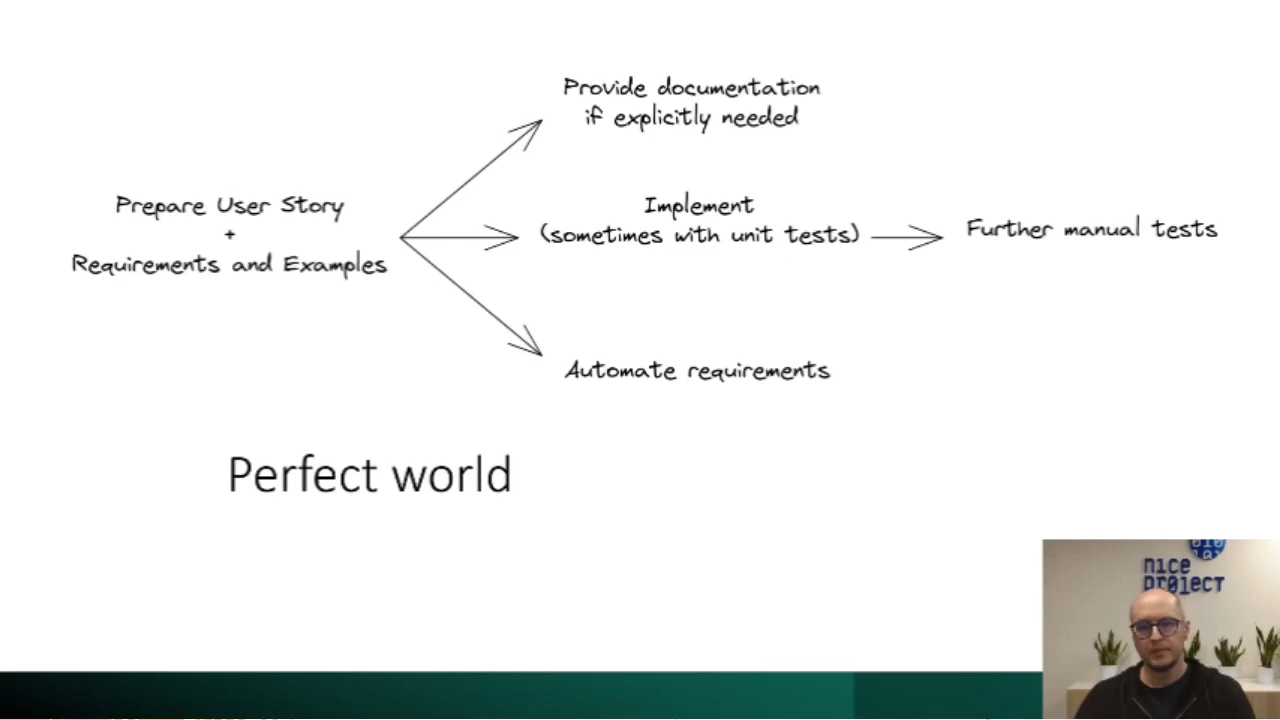 Provide documentation
if explicitly needed
Prepare User Story
+
Requirements and Examples
Implement
(sometimes with unit tests)
Further manual tests
Automate requirements
Perfect world
nice
pr0ject